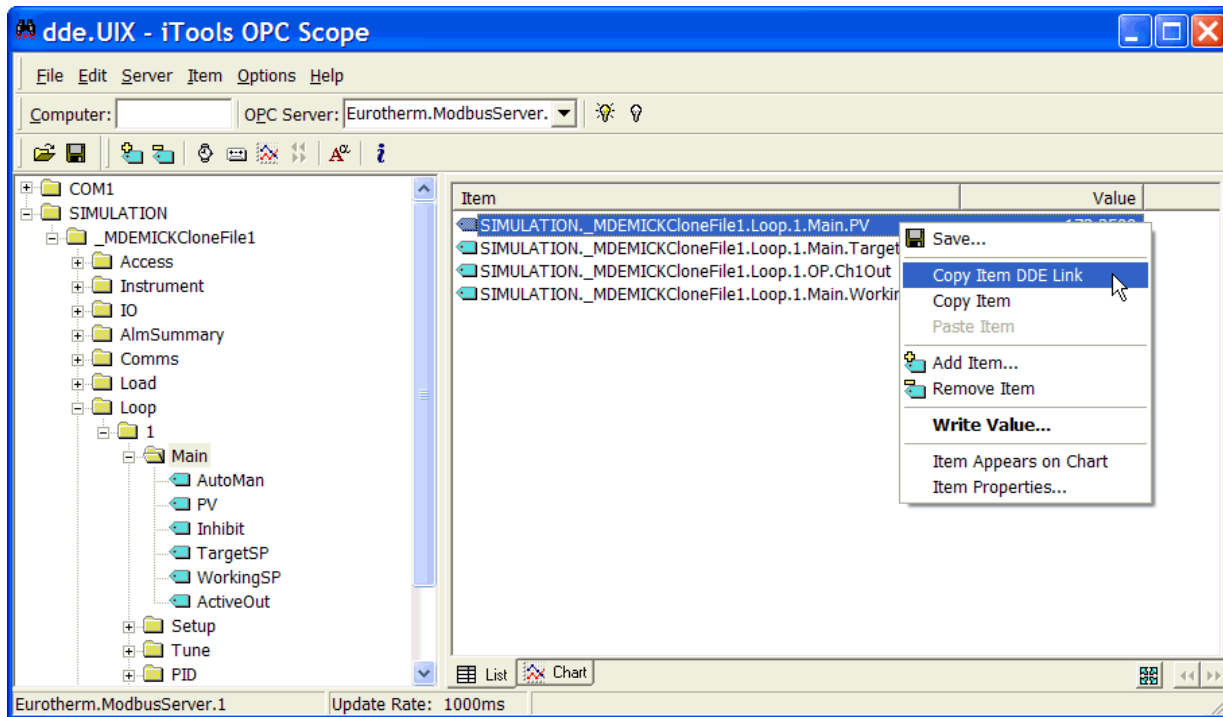 dde.UIX - iTools OPC Scope
File Edit Server Item Options Help
Computer: OPC Server: Eurotherm.ModbusServer.
COM1
SIMULATION
_MDEMICKCloneFile1
Access
Instrument
IO
AlmSummary
Comms
Load
Loop
1
Main
AutoMan
PV
Inhibit
TargetSP
WorkingSP
ActiveOut
Setup
Tune
PID
Item Value
SIMULATION._MDEMICKCloneFile1.Loop.1.Main.PV
SIMULATION._MDEMICKCloneFile1.Loop.1.Main.Target
SIMULATION._MDEMICKCloneFile1.Loop.1.OP.Ch1Out
SIMULATION._MDEMICKCloneFile1.Loop.1.Main.Workin
Save...
Copy Item DDE Link
Copy Item
Paste Item
Add Item...
Remove Item
Write Value...
Item Appears on Chart
Item Properties...
List Chart
Eurotherm.ModbusServer.1 Update Rate: 1000ms